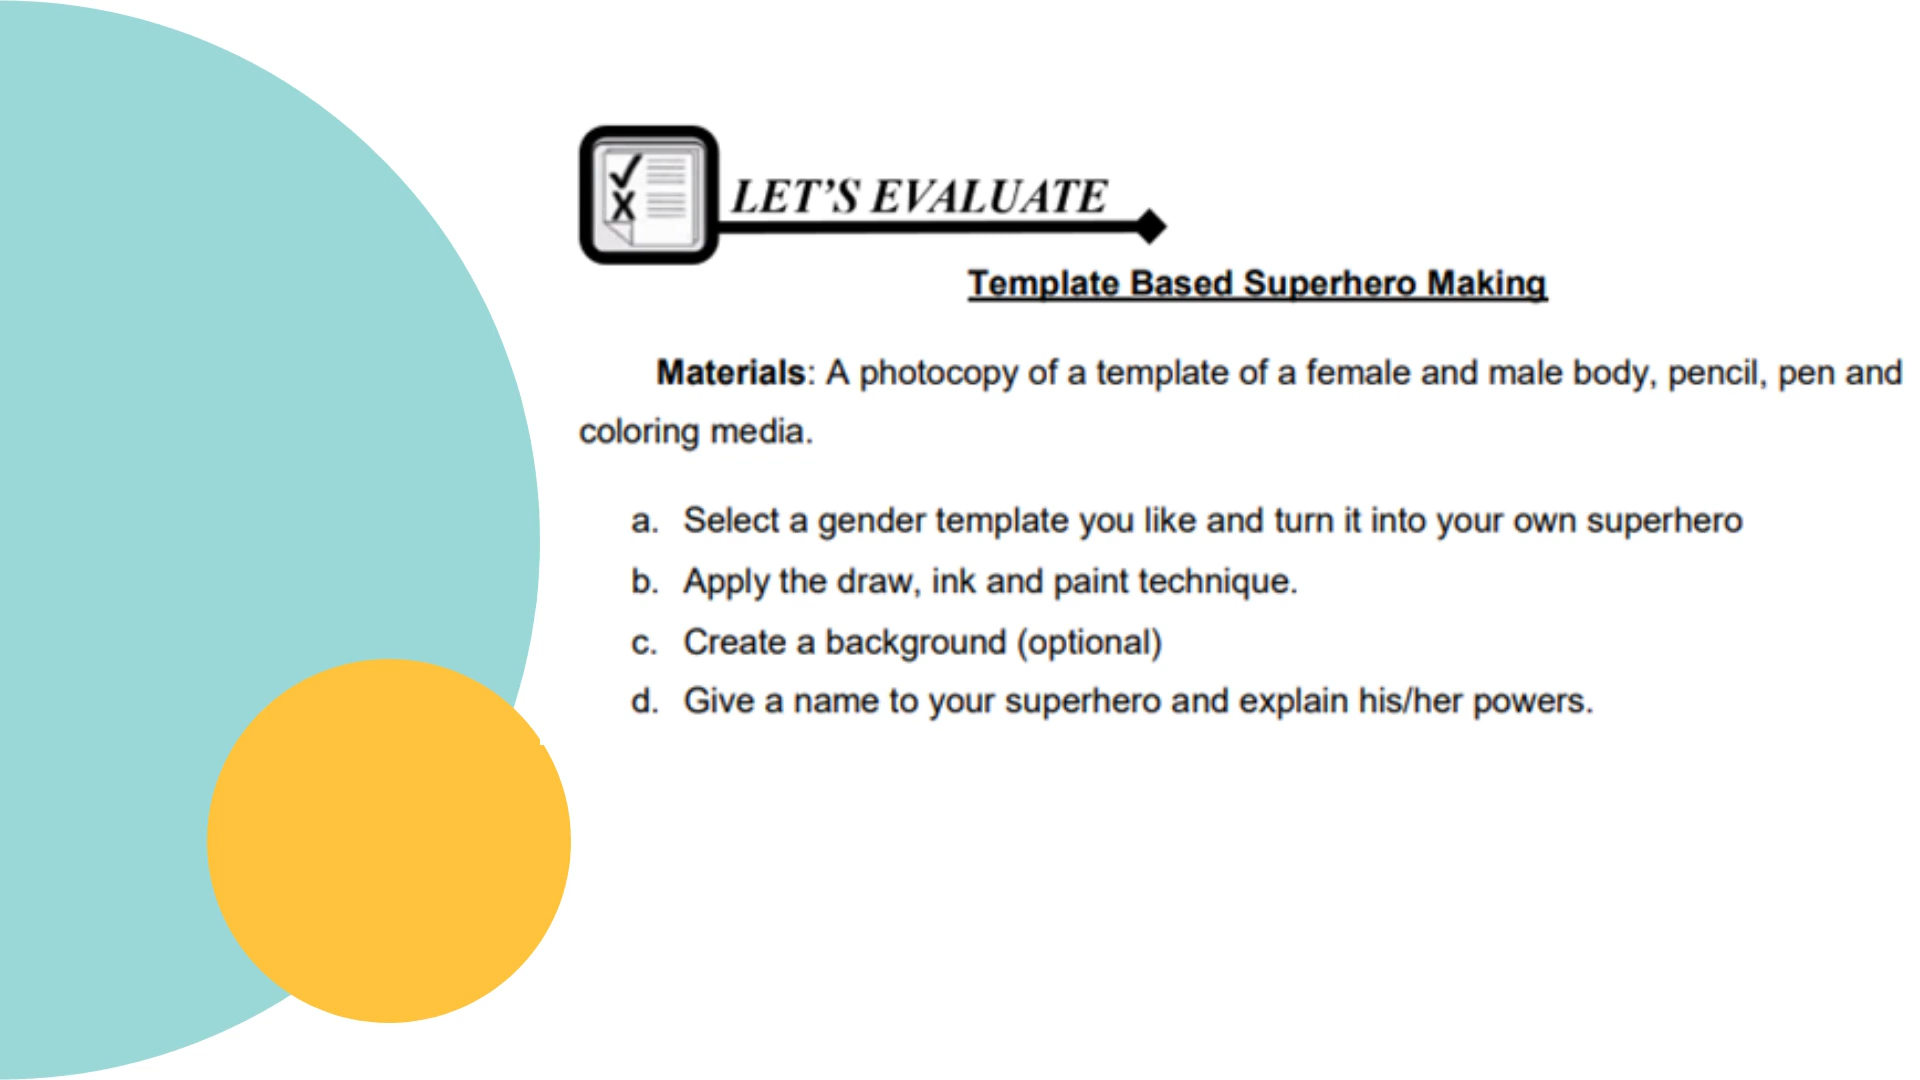 LET'S EVALUATE
Template Based Superhero Making
Materials: A photocopy of a template of a female and male body, pencil, pen and
coloring media.
a. Select a gender template you like and turn it into your own superhero
b. Apply the draw, ink and paint technique.
c. Create a background (optional)
d. Give a name to your superhero and explain his/her powers.